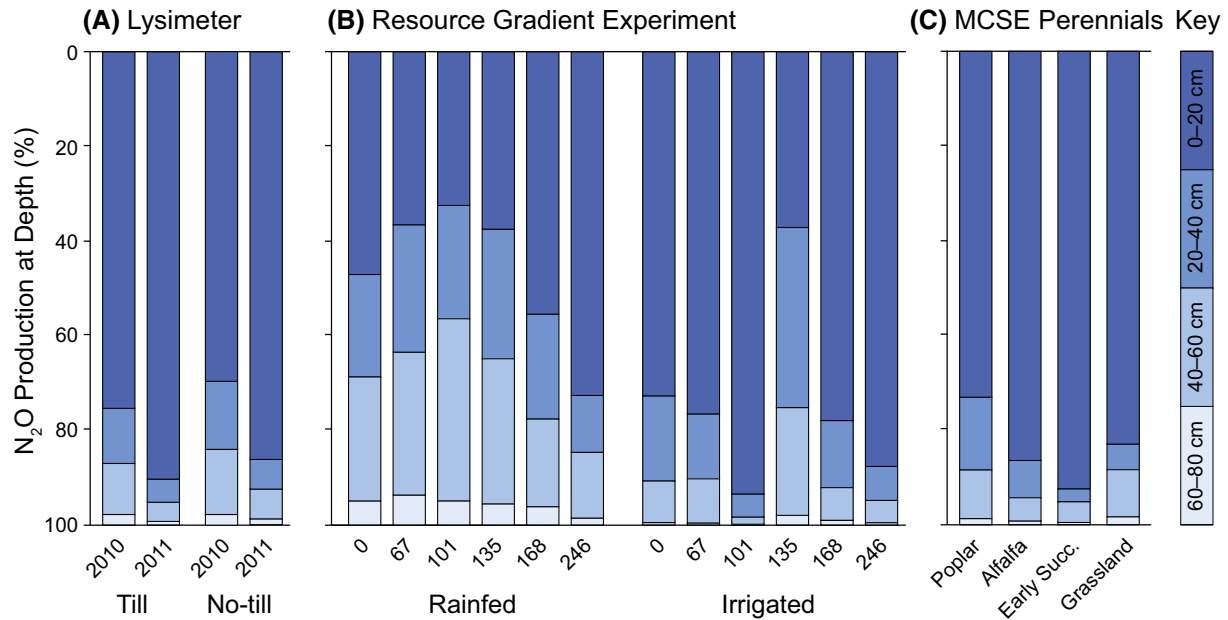 (A) Lysimeter
(B) Resource Gradient Experiment
(C) MCSE Perennials
Key
N₂O Production at Depth (%)
0
20
40
60
80
100
2010
2011
2010
2011
Till
No-till
0
67
101
135
168
246
0
67
101
135
168
246
Rainfed
Irrigated
Poplar
Alfalfa
Early Succ.
Grassland
0–20 cm
20–40 cm
40–60 cm
60–80 cm